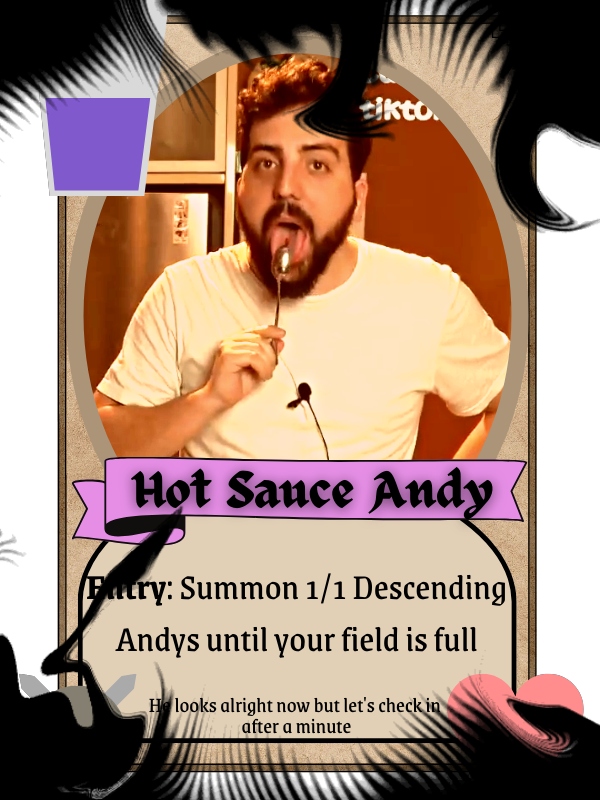 tiktok
Hot Sauce Andy
Entry: Summon 1/1 Descending
Andys until your field is full
He looks alright now but let's check in
after a minute